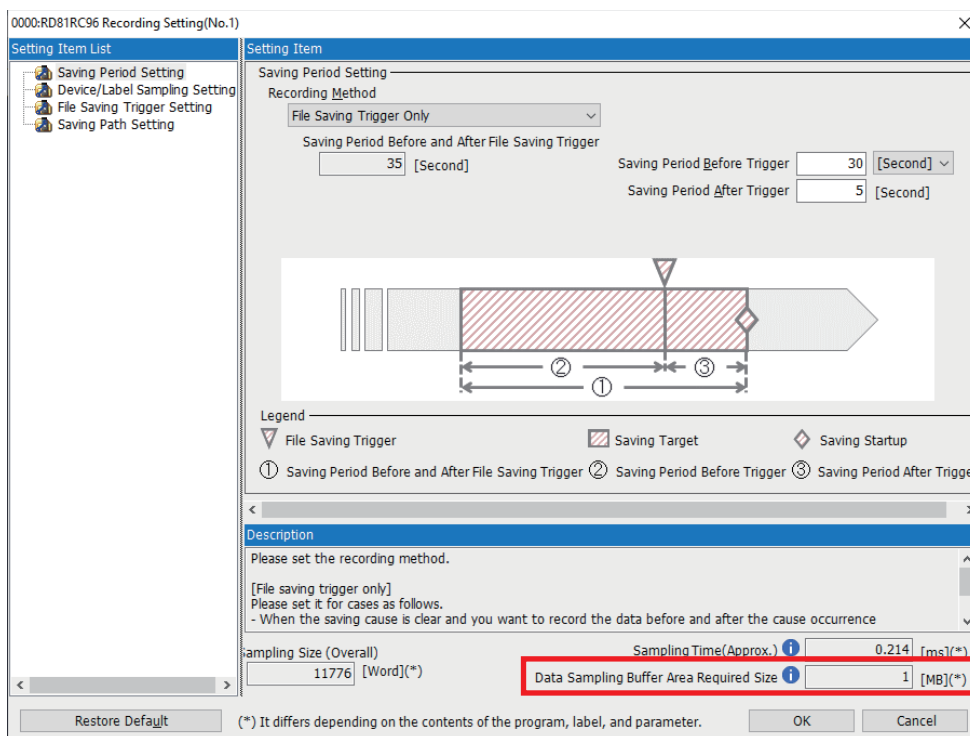 0000:RD81RC96 Recording Setting(No.1)
Setting Item List
Saving Period Setting
Device/Label Sampling Setting
File Saving Trigger Setting
Saving Path Setting
Setting Item
Saving Period Setting
Recording Method
File Saving Trigger Only
Saving Period Before and After File Saving Trigger
35 [Second]
Saving Period Before Trigger 30 [Second]
Saving Period After Trigger 5 [Second]
② ③
①
Legend
File Saving Trigger Saving Target Saving Startup
① Saving Period Before and After File Saving Trigger ② Saving Period Before Trigger ③ Saving Period After Trigge
Description
Please set the recording method.
[File saving trigger only]
Please set it for cases as follows.
- When the saving cause is clear and you want to record the data before and after the cause occurrence
ampling Size (Overall)
11776 [Word](*)
Sampling Time(Approx.) 0.214 [ms](*)
Data Sampling Buffer Area Required Size 1 [MB](*)
Restore Default (*) It differs depending on the contents of the program, label, and parameter. OK Cancel